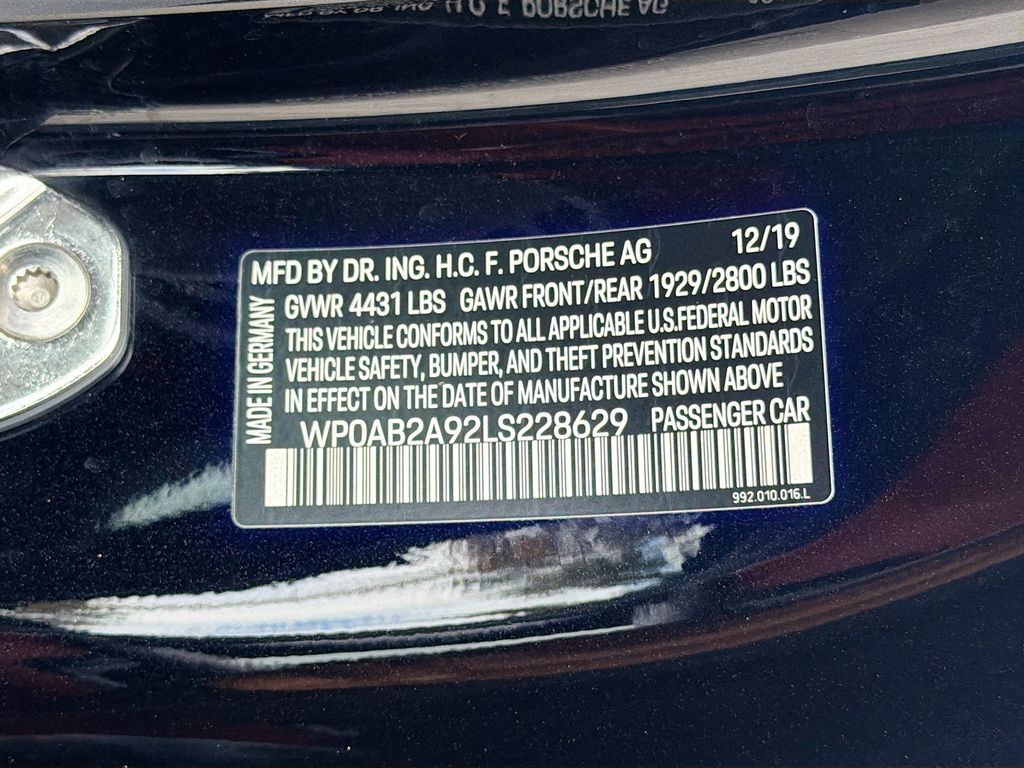 MFD BY DR. ING. H.C. F. PORSCHE AG 12/19
GVWR 4431 LBS GAWR FRONT/REAR 1929/2800 LBS
THIS VEHICLE CONFORMS TO ALL APPLICABLE U.S.FEDERAL MOTOR
VEHICLE SAFETY, BUMPER, AND THEFT PREVENTION STANDARDS
IN EFFECT ON THE DATE OF MANUFACTURE SHOWN ABOVE
MADE IN GERMANY
WP0AB2A92LS228629 PASSENGER CAR
992.010.016.L